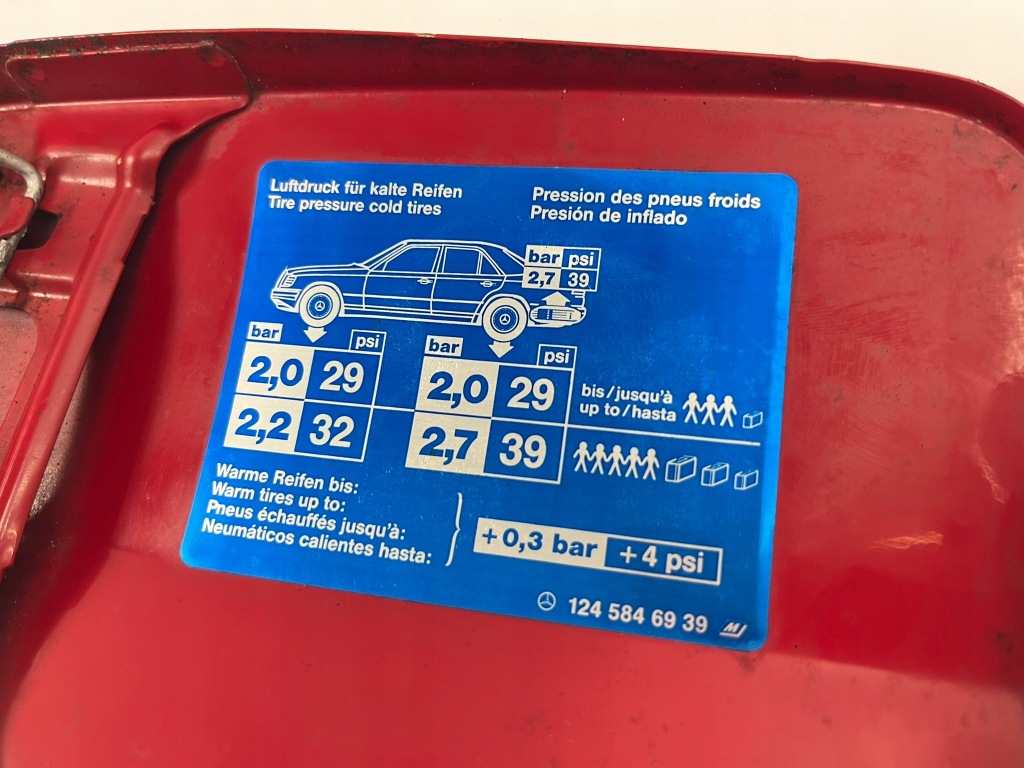 Luftdruck für kalte Reifen
Tire pressure cold tires
Pression des pneus froids
Presión de inflado
bar psi
2,7 39
bar psi
2,0 29
2,2 32
bar psi
2,0 29
2,7 39
bis/jusqu'à
up to/hasta
Warme Reifen bis:
Warm tires up to:
Pneus échauffés jusqu'à:
Neumáticos calientes hasta:
+0,3 bar +4 psi
124 584 69 39